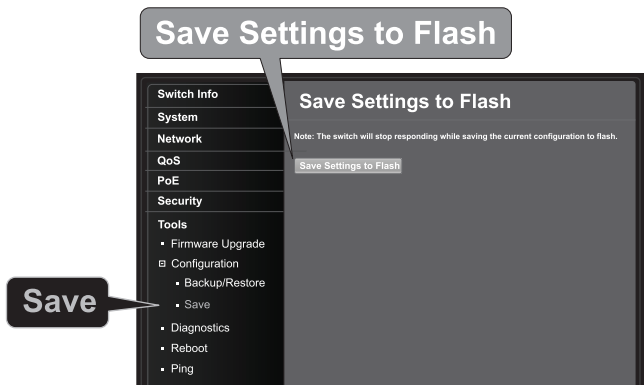 Save Settings to Flash
Switch Info
System
Network
QoS
PoE
Security
Tools
Firmware Upgrade
Configuration
Backup/Restore
Save
Diagnostics
Reboot
Ping
Save
Save Settings to Flash
Note: The switch will stop responding while saving the current configuration to flash.
Save Settings to Flash